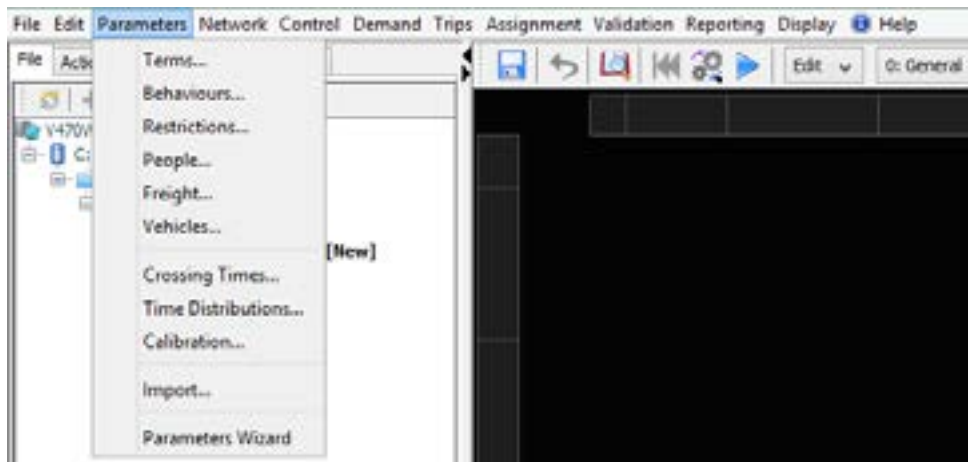 File Edit Parameters Network Control Demand Trips Assignment Validation Reporting Display Help
File
Edit 0: General
Terms...
Behaviours...
Restrictions...
People...
Freight...
Vehicles...
[New]
Crossing Times...
Time Distributions...
Calibration...
Import...
Parameters Wizard